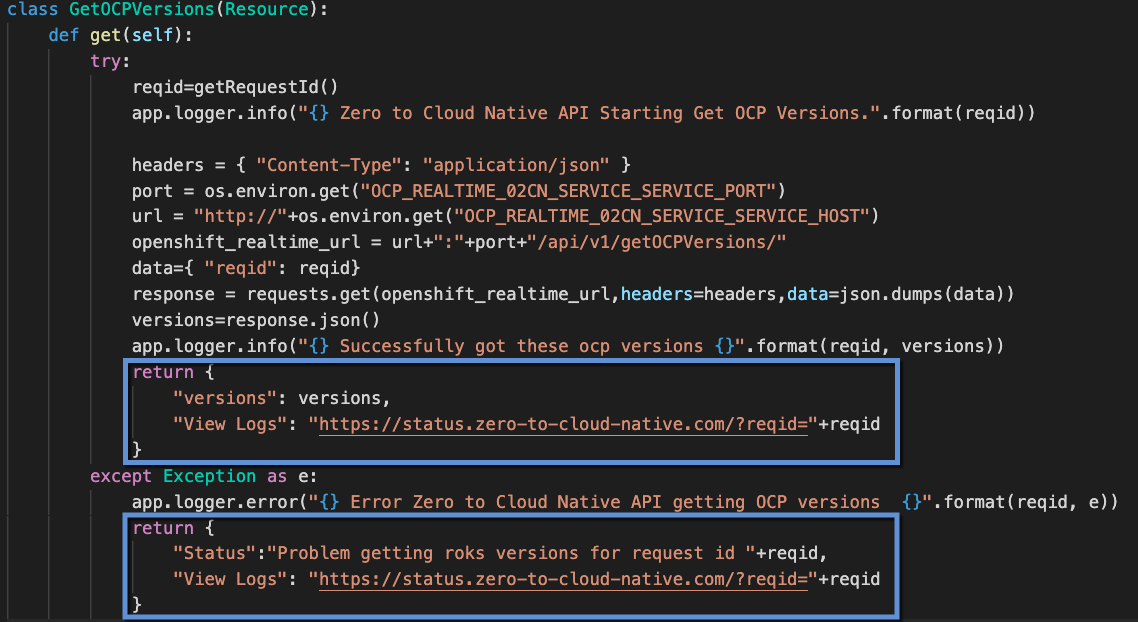 class GetOCPVersions(Resource):
    def get(self):
        try:
            reqid=getRequestId()
            app.logger.info("{} Zero to Cloud Native API Starting Get OCP Versions.".format(reqid))

            headers = { "Content-Type": "application/json" }
            port = os.environ.get("OCP_REALTIME_02CN_SERVICE_SERVICE_PORT")
            url = "http://"+os.environ.get("OCP_REALTIME_02CN_SERVICE_SERVICE_HOST")
            openshift_realtime_url = url+":"+port+"/api/v1/getOCPVersions/"
            data={ "reqid": reqid}
            response = requests.get(openshift_realtime_url,headers=headers,data=json.dumps(data))
            versions=response.json()
            app.logger.info("{} Successfully got these ocp versions {}".format(reqid, versions))
            return {
                "versions": versions,
                "View Logs": "https://status.zero-to-cloud-native.com/?reqid="+reqid
            }
        except Exception as e:
            app.logger.error("{} Error Zero to Cloud Native API getting OCP versions  {}".format(reqid, e))
            return {
                "Status":"Problem getting roks versions for request id "+reqid,
                "View Logs": "https://status.zero-to-cloud-native.com/?reqid="+reqid
            }